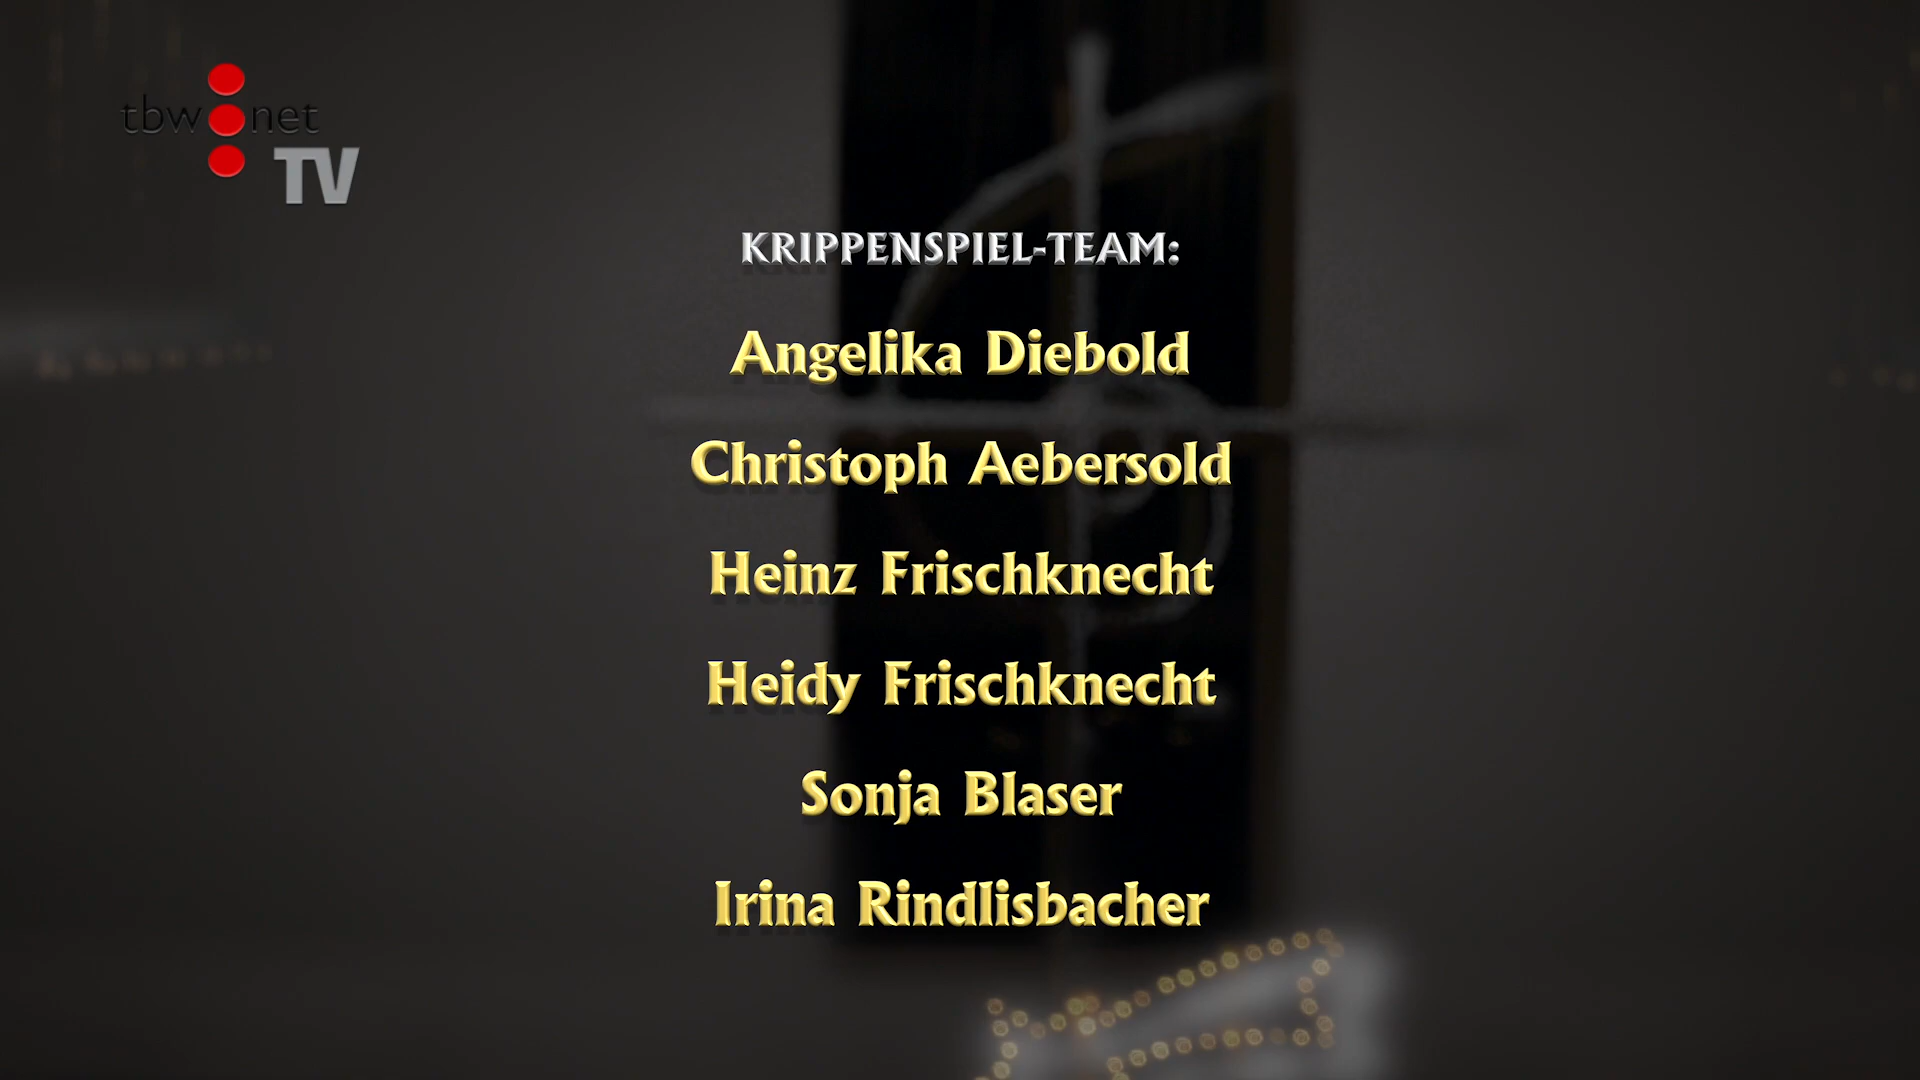 tbw net
TV
KRIPPENSPIEL-TEAM:
Angelika Diebold
Christoph Aebersold
Heinz Frischknecht
Heidy Frischknecht
Sonja Blaser
Irina Rindlisbacher